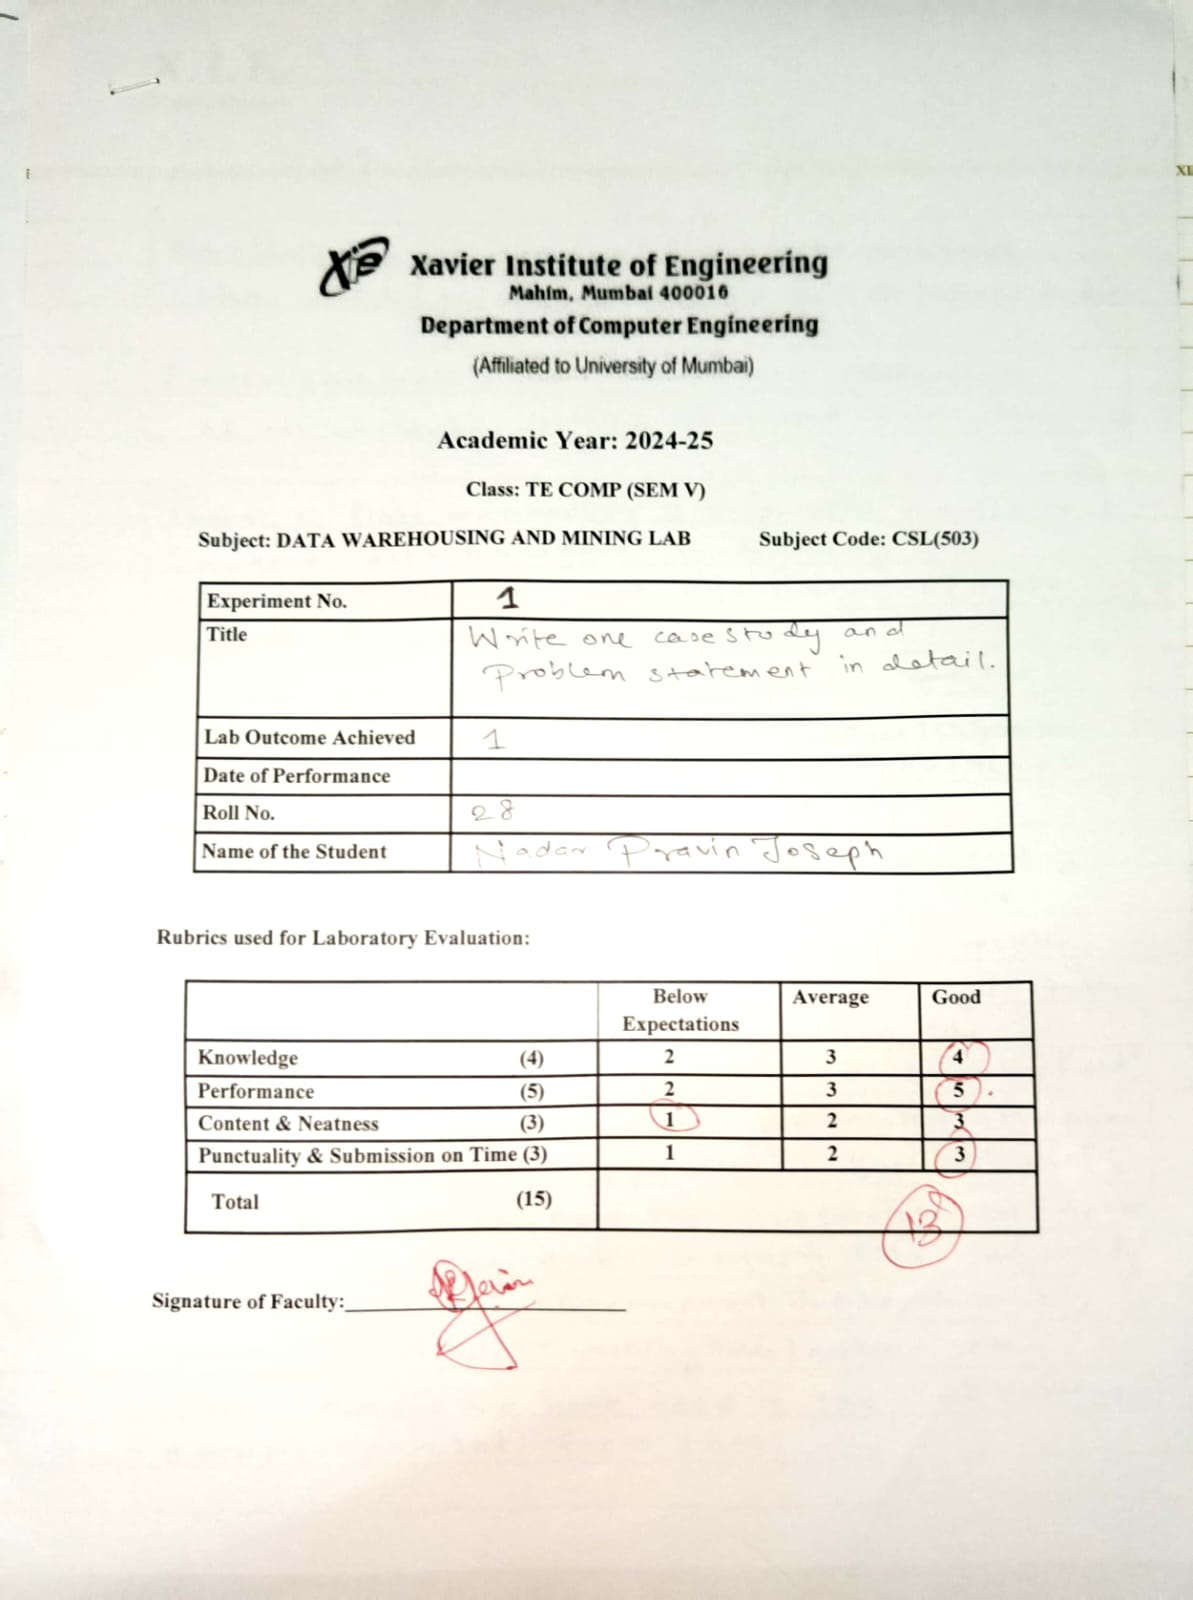 XI
Xie Xavier Institute of Engineering
Mahim, Mumbai 400016
Department of Computer Engineering
(Affiliated to University of Mumbai)
Academic Year: 2024-25
Class: TE COMP (SEM V)
Subject: DATA WAREHOUSING AND MINING LAB Subject Code: CSL(503)
Experiment No. 1
Title Write one case study and
Problem statement in detail.
Lab Outcome Achieved 1
Date of Performance
Roll No. 28
Name of the Student Nadar Pravin Joseph
Rubrics used for Laboratory Evaluation:
Below Average Good
Expectations
Knowledge (4) 2 3 4
Performance (5) 2 3 5
Content & Neatness (3) 1 2 3
Punctuality & Submission on Time (3) 1 2 3
Total (15) 13
Signature of Faculty: